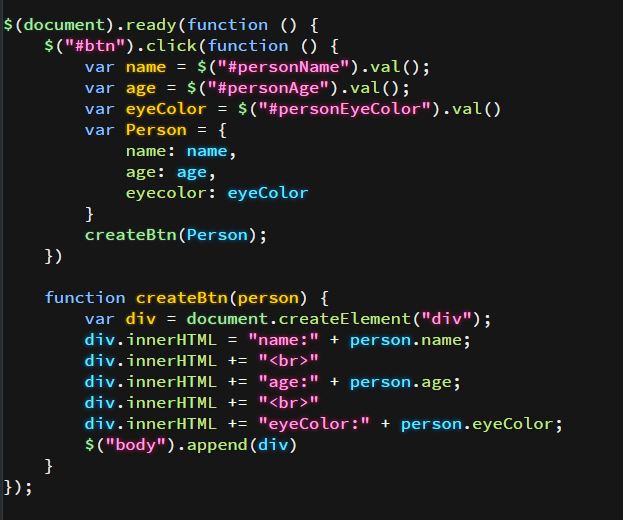 $(document).ready(function () {
    $("#btn").click(function () {
        var name = $("#personName").val();
        var age = $("#personAge").val();
        var eyeColor = $("#personEyeColor").val()
        var Person = {
            name: name,
            age: age,
            eyecolor: eyeColor
        }
        createBtn(Person);
    })

    function createBtn(person) {
        var div = document.createElement("div");
        div.innerHTML = "name:" + person.name;
        div.innerHTML += "<br>"
        div.innerHTML += "age:" + person.age;
        div.innerHTML += "<br>"
        div.innerHTML += "eyeColor:" + person.eyeColor;
        $("body").append(div)
    }
});